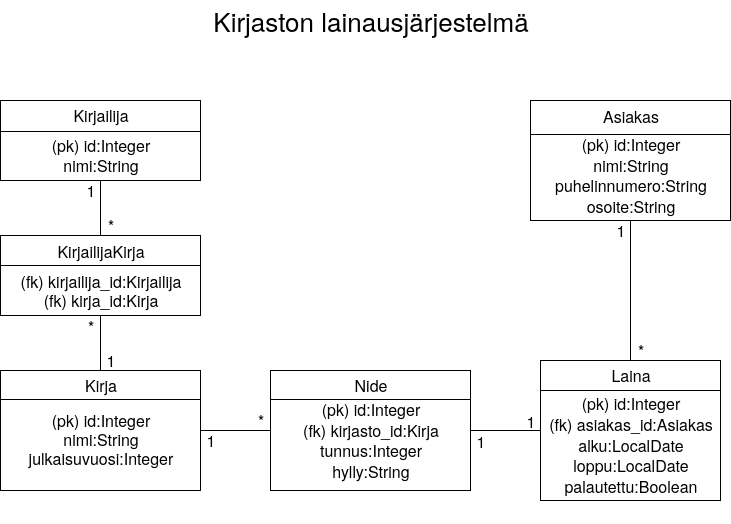 Kirjaston lainausjärjestelmä
Kirjailija
(pk) id:Integer
nimi:String
1
*
KirjailijaKirja
(fk) kirjailija_id:Kirjailija
(fk) kirja_id:Kirja
*
1
Kirja
(pk) id:Integer
nimi:String
julkaisuvuosi:Integer
1
*
Nide
(pk) id:Integer
(fk) kirjasto_id:Kirja
tunnus:Integer
hylly:String
1
1
Asiakas
(pk) id:Integer
nimi:String
puhelinnumero:String
osoite:String
1
*
Laina
(pk) id:Integer
(fk) asiakas_id:Asiakas
alku:LocalDate
loppu:LocalDate
palautettu:Boolean